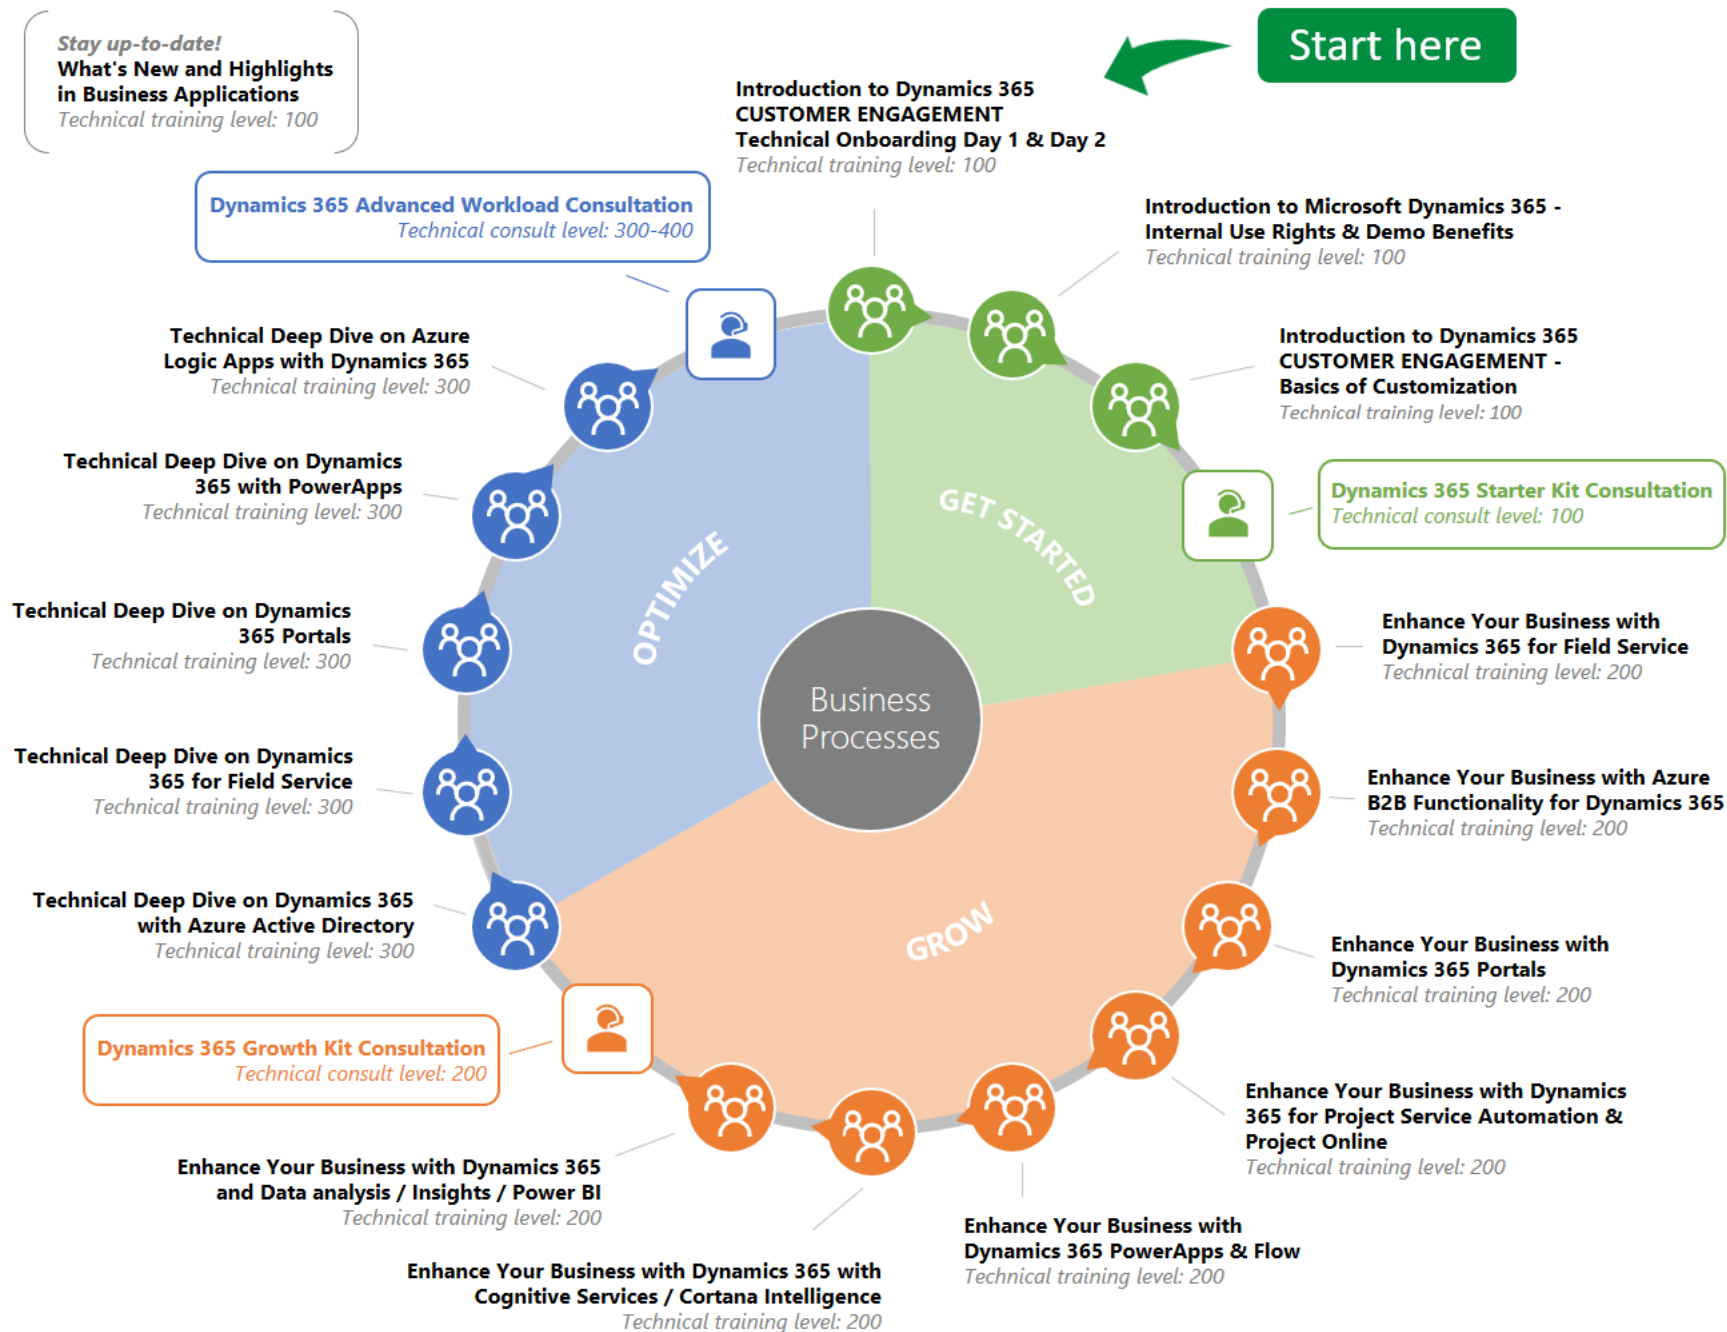 Stay up-to-date!
What's New and Highlights
in Business Applications
Technical training level: 100
Start here
Introduction to Dynamics 365
CUSTOMER ENGAGEMENT
Technical Onboarding Day 1 & Day 2
Technical training level: 100
Introduction to Microsoft Dynamics 365 -
Internal Use Rights & Demo Benefits
Technical training level: 100
Introduction to Dynamics 365
CUSTOMER ENGAGEMENT -
Basics of Customization
Technical training level: 100
Dynamics 365 Starter Kit Consultation
Technical consult level: 100
Enhance Your Business with
Dynamics 365 for Field Service
Technical training level: 200
Enhance Your Business with Azure
B2B Functionality for Dynamics 365
Technical training level: 200
Enhance Your Business with
Dynamics 365 Portals
Technical training level: 200
Enhance Your Business with Dynamics
365 for Project Service Automation &
Project Online
Technical training level: 200
Enhance Your Business with
Dynamics 365 PowerApps & Flow
Technical training level: 200
Enhance Your Business with Dynamics 365 with
Cognitive Services / Cortana Intelligence
Technical training level: 200
Enhance Your Business with Dynamics 365
and Data analysis / Insights / Power BI
Technical training level: 200
Dynamics 365 Growth Kit Consultation
Technical consult level: 200
Technical Deep Dive on Dynamics 365
with Azure Active Directory
Technical training level: 300
Technical Deep Dive on Dynamics
365 for Field Service
Technical training level: 300
Technical Deep Dive on Dynamics
365 Portals
Technical training level: 300
Technical Deep Dive on Dynamics
365 with PowerApps
Technical training level: 300
Technical Deep Dive on Azure
Logic Apps with Dynamics 365
Technical training level: 300
Dynamics 365 Advanced Workload Consultation
Technical consult level: 300-400
GET STARTED
GROW
OPTIMIZE
Business
Processes